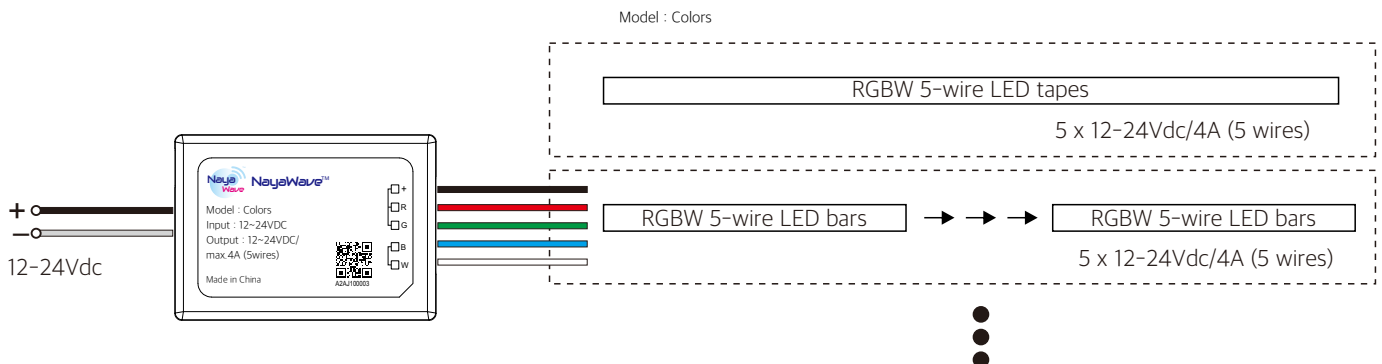 Model : Colors
RGBW 5-wire LED tapes
5 x 12-24Vdc/4A (5 wires)
Naya Wave NayaWave™
Model : Colors
Input : 12~24VDC
Output : 12~24VDC/
max.4A (5wires)
Made in China
A2AJ100003
+
R
G
B
W
+
−
12-24Vdc
RGBW 5-wire LED bars
RGBW 5-wire LED bars
5 x 12-24Vdc/4A (5 wires)